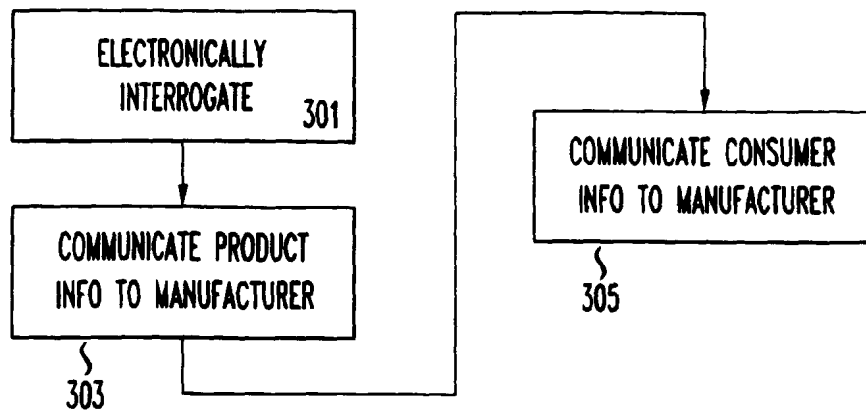 ELECTRONICALLY
INTERROGATE
301
COMMUNICATE PRODUCT
INFO TO MANUFACTURER
303
COMMUNICATE CONSUMER
INFO TO MANUFACTURER
305